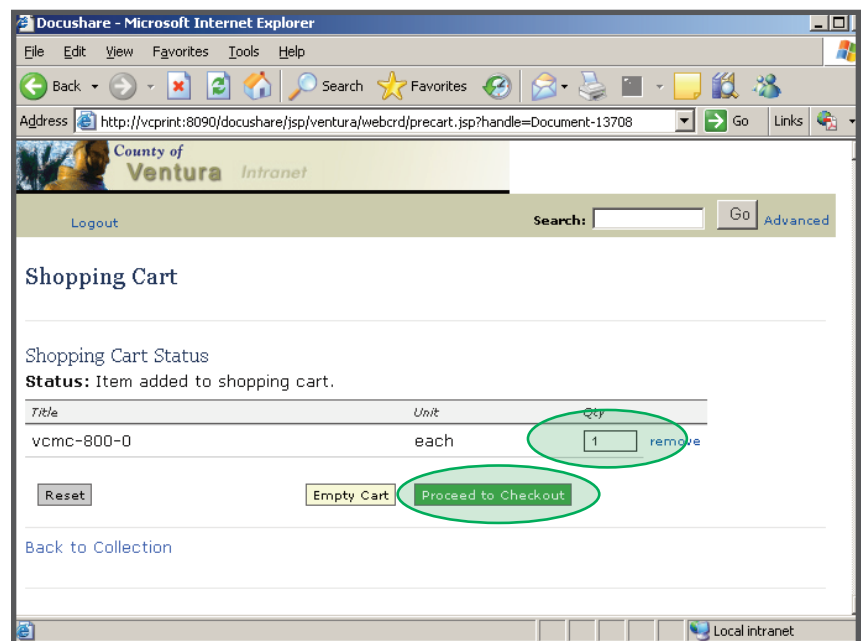 Docushare - Microsoft Internet Explorer
File Edit View Favorites Tools Help
Back Search Favorites
Address http://vcprint:8090/docushare/jsp/ventura/webcrd/precart.jsp?handle=Document-13708 Go Links
County of
Ventura Intranet
Logout Search: Go Advanced
Shopping Cart
Shopping Cart Status
Status: Item added to shopping cart.
Title Unit Qty
vcmc-800-0 each 1 remove
Reset Empty Cart Proceed to Checkout
Back to Collection
Local intranet